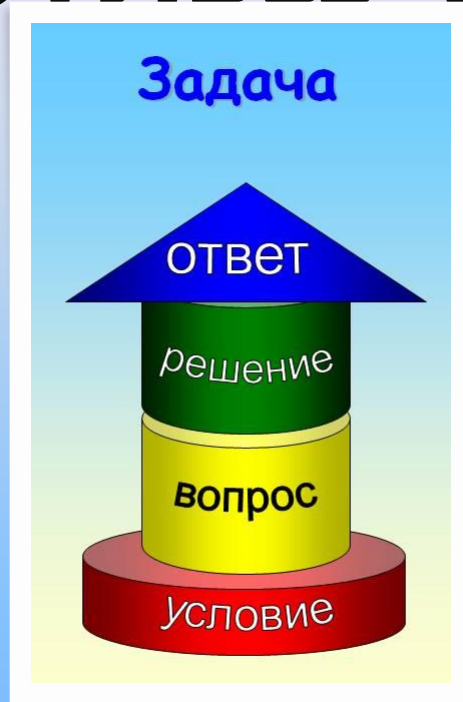 Задача
ответ
решение
вопрос
условие